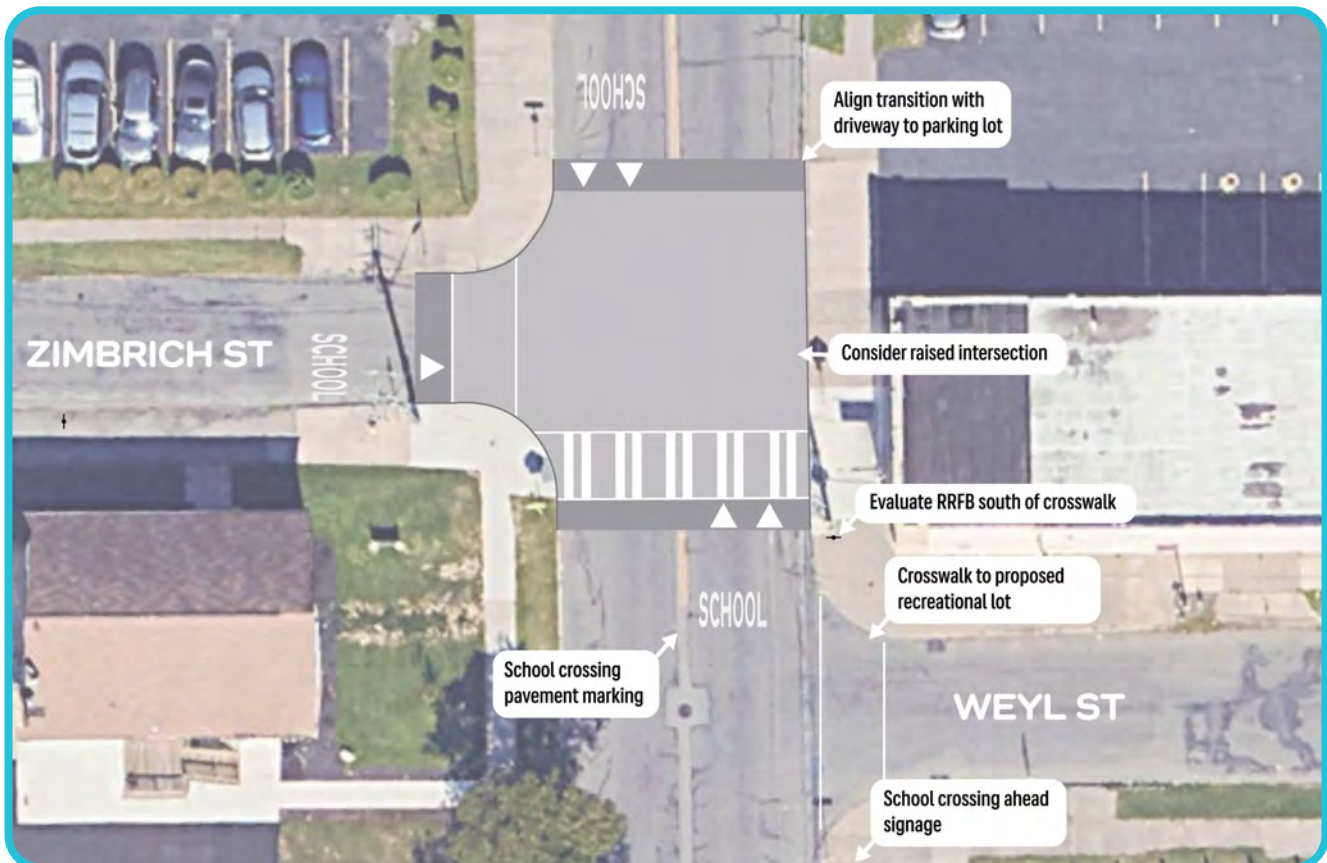 SCHOOL
Align transition with
driveway to parking lot
ZIMBRICH ST
SCHOOL
Consider raised intersection
Evaluate RRFB south of crosswalk
Crosswalk to proposed
recreational lot
SCHOOL
School crossing
pavement marking
WEYL ST
School crossing ahead
signage